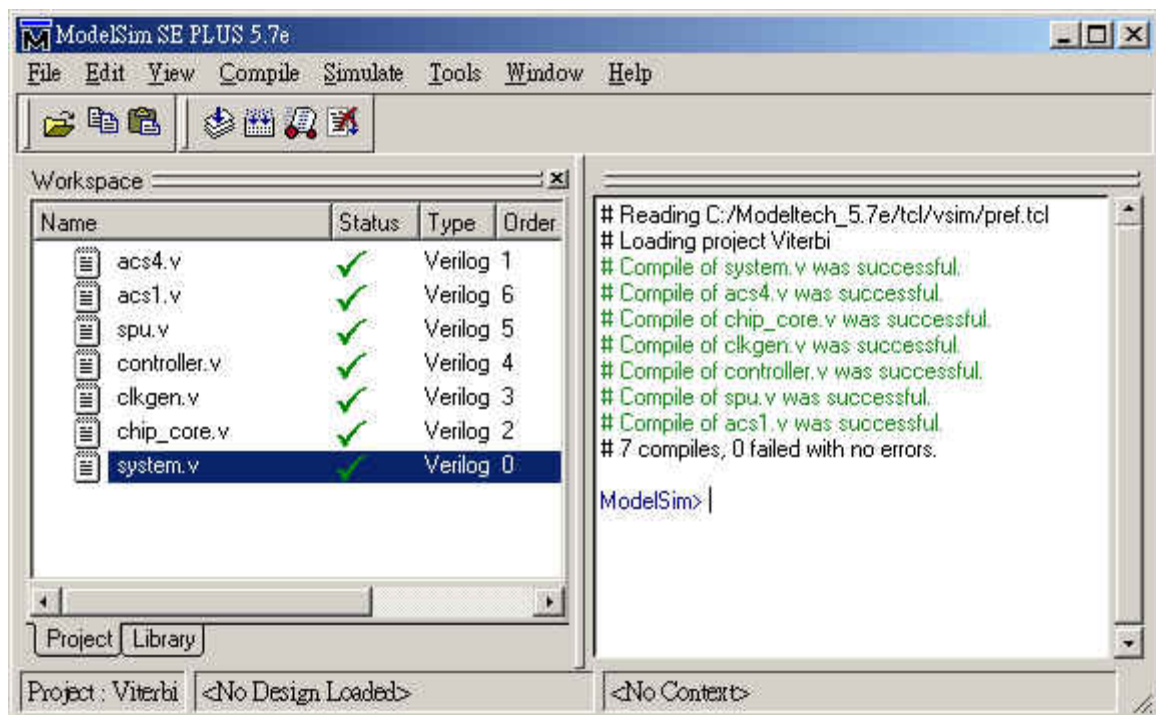 ModelSim SE PLUS 5.7e
File Edit View Compile Simulate Tools Window Help
Workspace
Name Status Type Order
acs4.v Verilog 1
acs1.v Verilog 6
spu.v Verilog 5
controller.v Verilog 4
clkgen.v Verilog 3
chip_core.v Verilog 2
system.v Verilog 0
Project Library
# Reading C:/Modeltech_5.7e/tcl/vsim/pref.tcl
# Loading project Viterbi
# Compile of system.v was successful.
# Compile of acs4.v was successful.
# Compile of chip_core.v was successful.
# Compile of clkgen.v was successful.
# Compile of controller.v was successful.
# Compile of spu.v was successful.
# Compile of acs1.v was successful.
# 7 compiles, 0 failed with no errors.
ModelSim>
Project : Viterbi <No Design Loaded> <No Context>